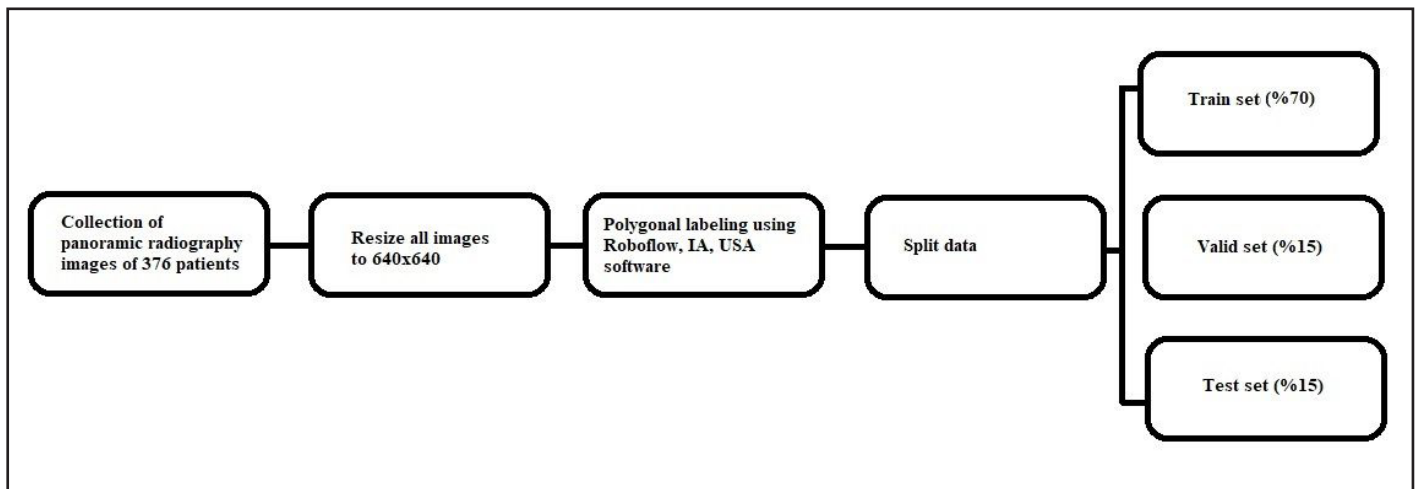 Collection of
panoramic radiography
images of 376 patients
Resize all images
to 640x640
Polygonal labeling using
Roboflow, IA, USA
software
Split data
Train set (%70)
Valid set (%15)
Test set (%15)